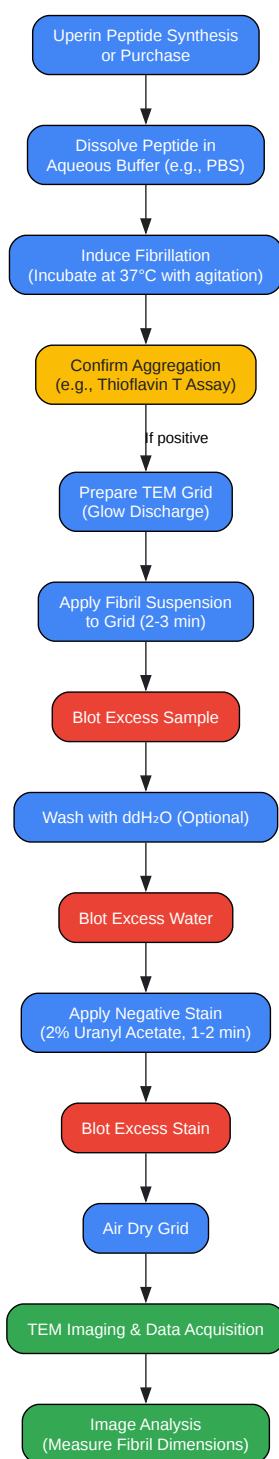 Uperin Peptide Synthesis
or Purchase
Dissolve Peptide in
Aqueous Buffer (e.g., PBS)
Induce Fibrillation
(Incubate at 37°C with agitation)
Confirm Aggregation
(e.g., Thioflavin T Assay)
If positive
Prepare TEM Grid
(Glow Discharge)
Apply Fibril Suspension
to Grid (2-3 min)
Blot Excess Sample
Wash with ddH₂O (Optional)
Blot Excess Water
Apply Negative Stain
(2% Uranyl Acetate, 1-2 min)
Blot Excess Stain
Air Dry Grid
TEM Imaging & Data Acquisition
Image Analysis
(Measure Fibril Dimensions)